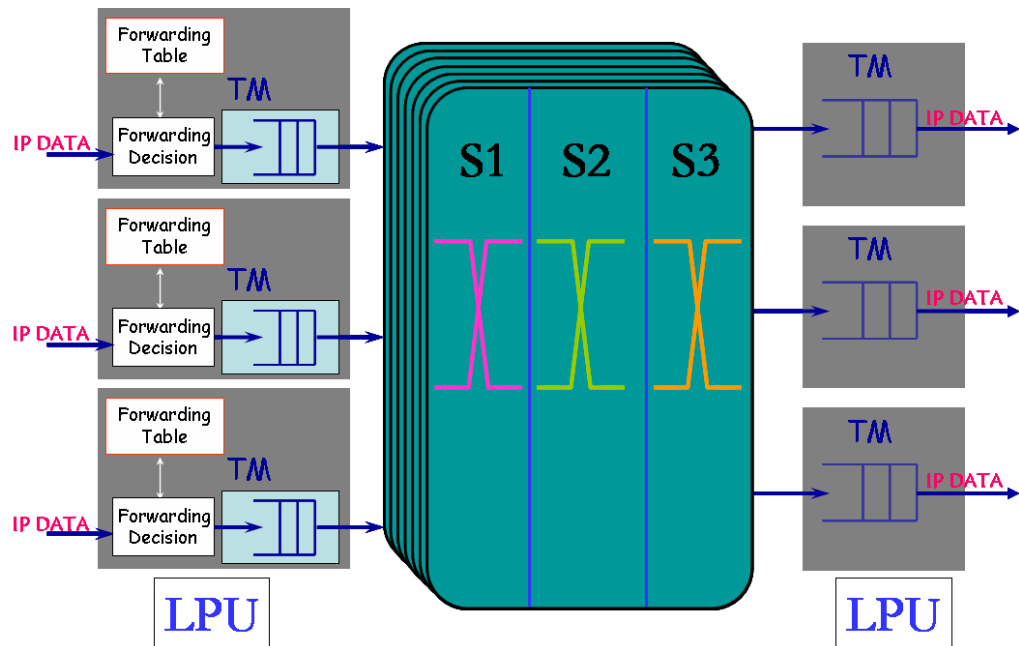 Forwarding
Table
TM
IP DATA
Forwarding
Decision
Forwarding
Table
TM
IP DATA
Forwarding
Decision
Forwarding
Table
TM
IP DATA
Forwarding
Decision
LPU
S1
S2
S3
TM
IP DATA
TM
IP DATA
TM
IP DATA
LPU